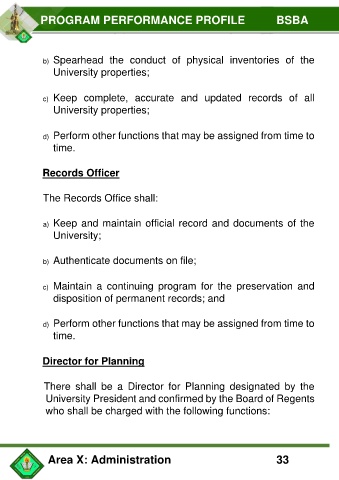 PROGRAM PERFORMANCE PROFILE BSBA
b) Spearhead the conduct of physical inventories of the
University properties;
c) Keep complete, accurate and updated records of all
University properties;
d) Perform other functions that may be assigned from time to
time.
Records Officer
The Records Office shall:
a) Keep and maintain official record and documents of the
University;
b) Authenticate documents on file;
c) Maintain a continuing program for the preservation and
disposition of permanent records; and
d) Perform other functions that may be assigned from time to
time.
Director for Planning
There shall be a Director for Planning designated by the
University President and confirmed by the Board of Regents
who shall be charged with the following functions:
Area X: Administration 33